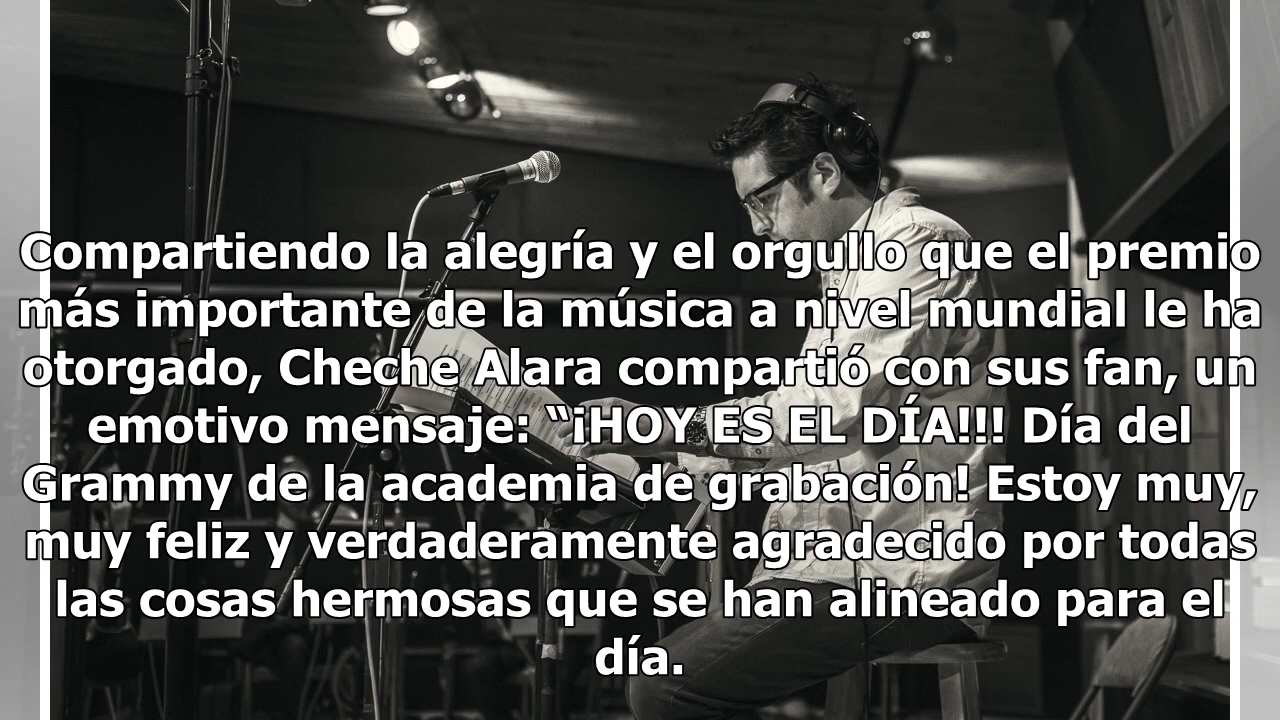 Compartiendo la alegría y el orgullo que el premio
más importante de la música a nivel mundial le ha
otorgado, Cheche Alara compartió con sus fan, un
emotivo mensaje: “¡HOY ES EL DÍA!!! Día del
Grammy de la academia de grabación! Estoy muy,
muy feliz y verdaderamente agradecido por todas
las cosas hermosas que se han alineado para el
día.